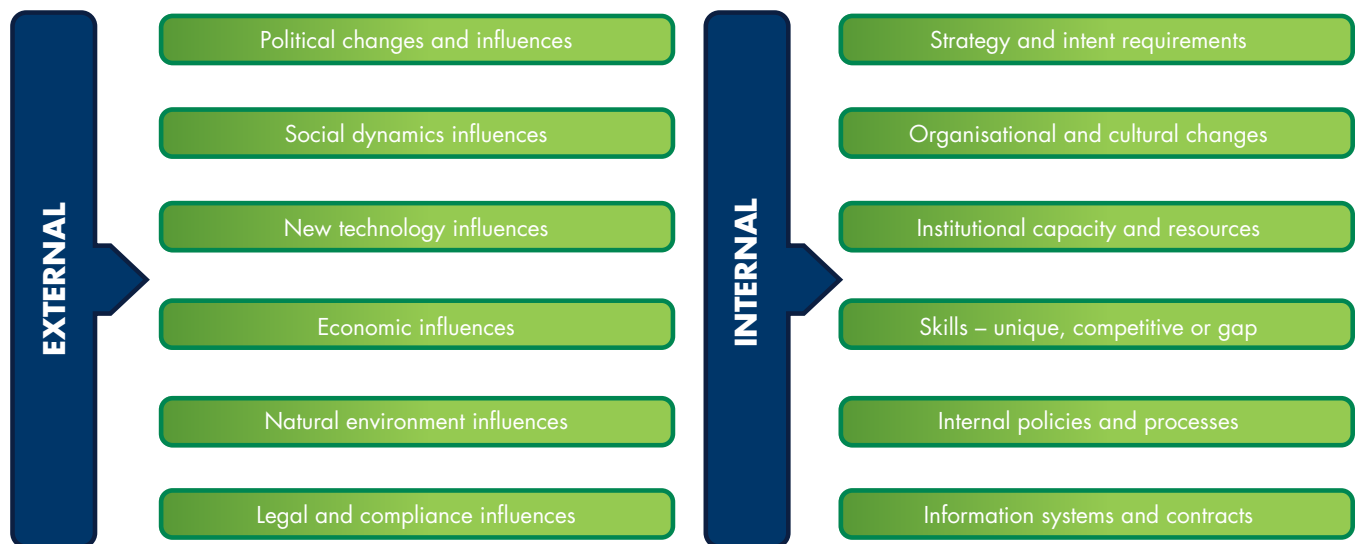 EXTERNAL
Political changes and influences
Social dynamics influences
New technology influences
Economic influences
Natural environment influences
Legal and compliance influences
INTERNAL
Strategy and intent requirements
Organisational and cultural changes
Institutional capacity and resources
Skills – unique, competitive or gap
Internal policies and processes
Information systems and contracts